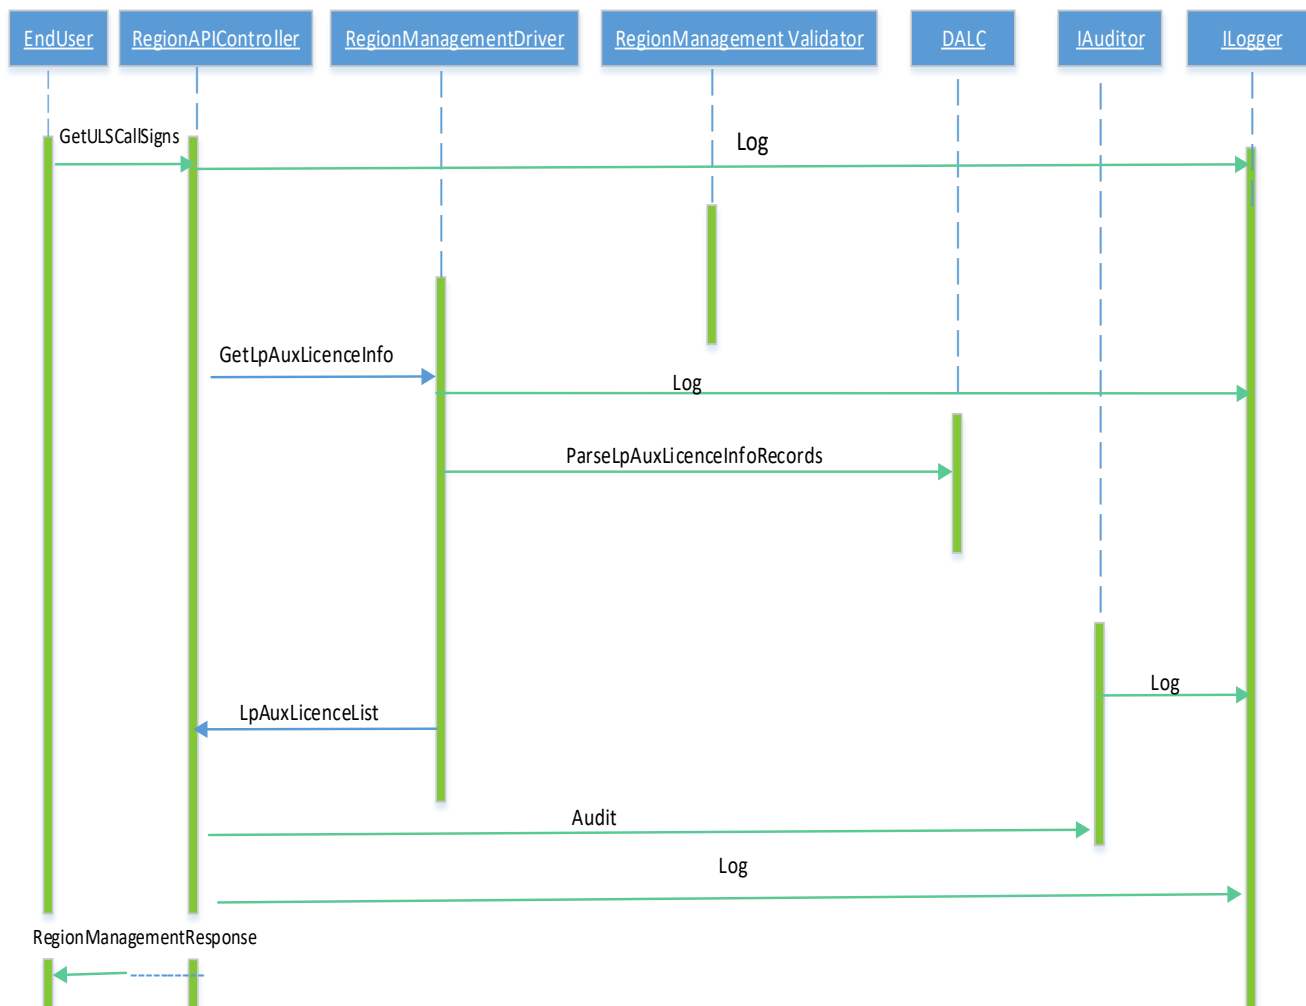 EndUser
RegionAPIController
RegionManagementDriver
RegionManagement Validator
DALC
IAuditor
ILogger
GetULSCallSigns
Log
GetLpAuxLicenceInfo
Log
ParseLpAuxLicenceInfoRecords
Log
LpAuxLicenceList
Audit
Log
RegionManagementResponse